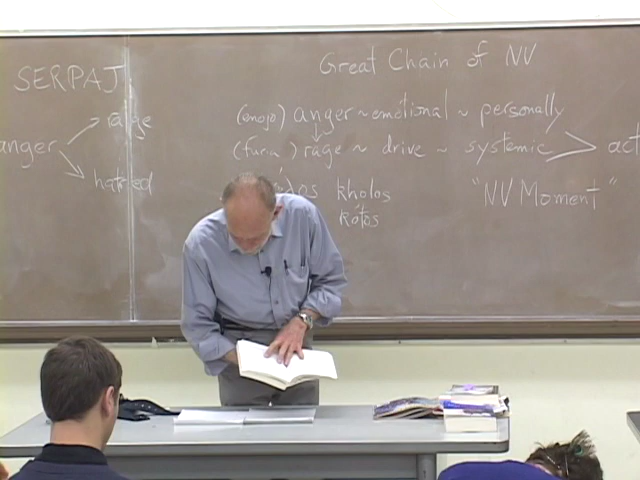 SERPAJ
anger
rage
hatred
Great Chain of NV
(enojo) anger ~ emotional ~ personally
(furia) rage ~ drive ~ systemic > act
kholos
kotos
"NV Moment"